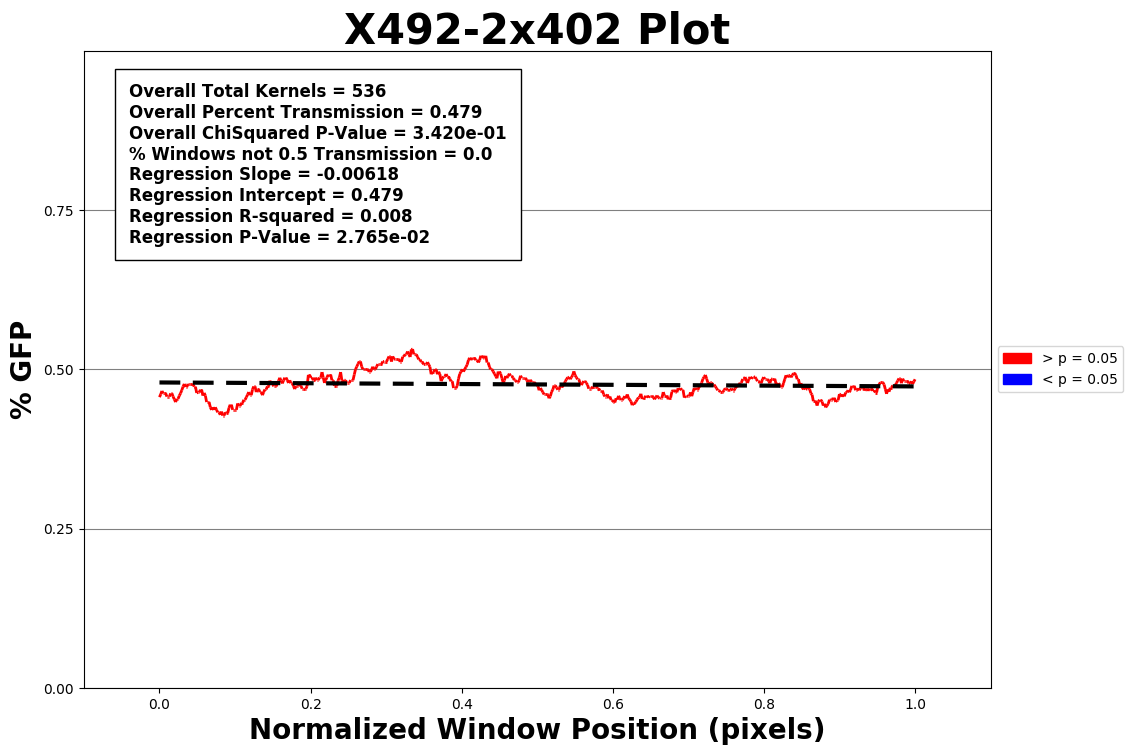 X492-2x402 Plot
Overall Total Kernels = 536
Overall Percent Transmission = 0.479
Overall ChiSquared P-Value = 3.420e-01
% Windows not 0.5 Transmission = 0.0
Regression Slope = -0.00618
Regression Intercept = 0.479
Regression R-squared = 0.008
Regression P-Value = 2.765e-02
% GFP
0.75
0.50
0.25
0.00
0.0 0.2 0.4 0.6 0.8 1.0
Normalized Window Position (pixels)
> p = 0.05
< p = 0.05